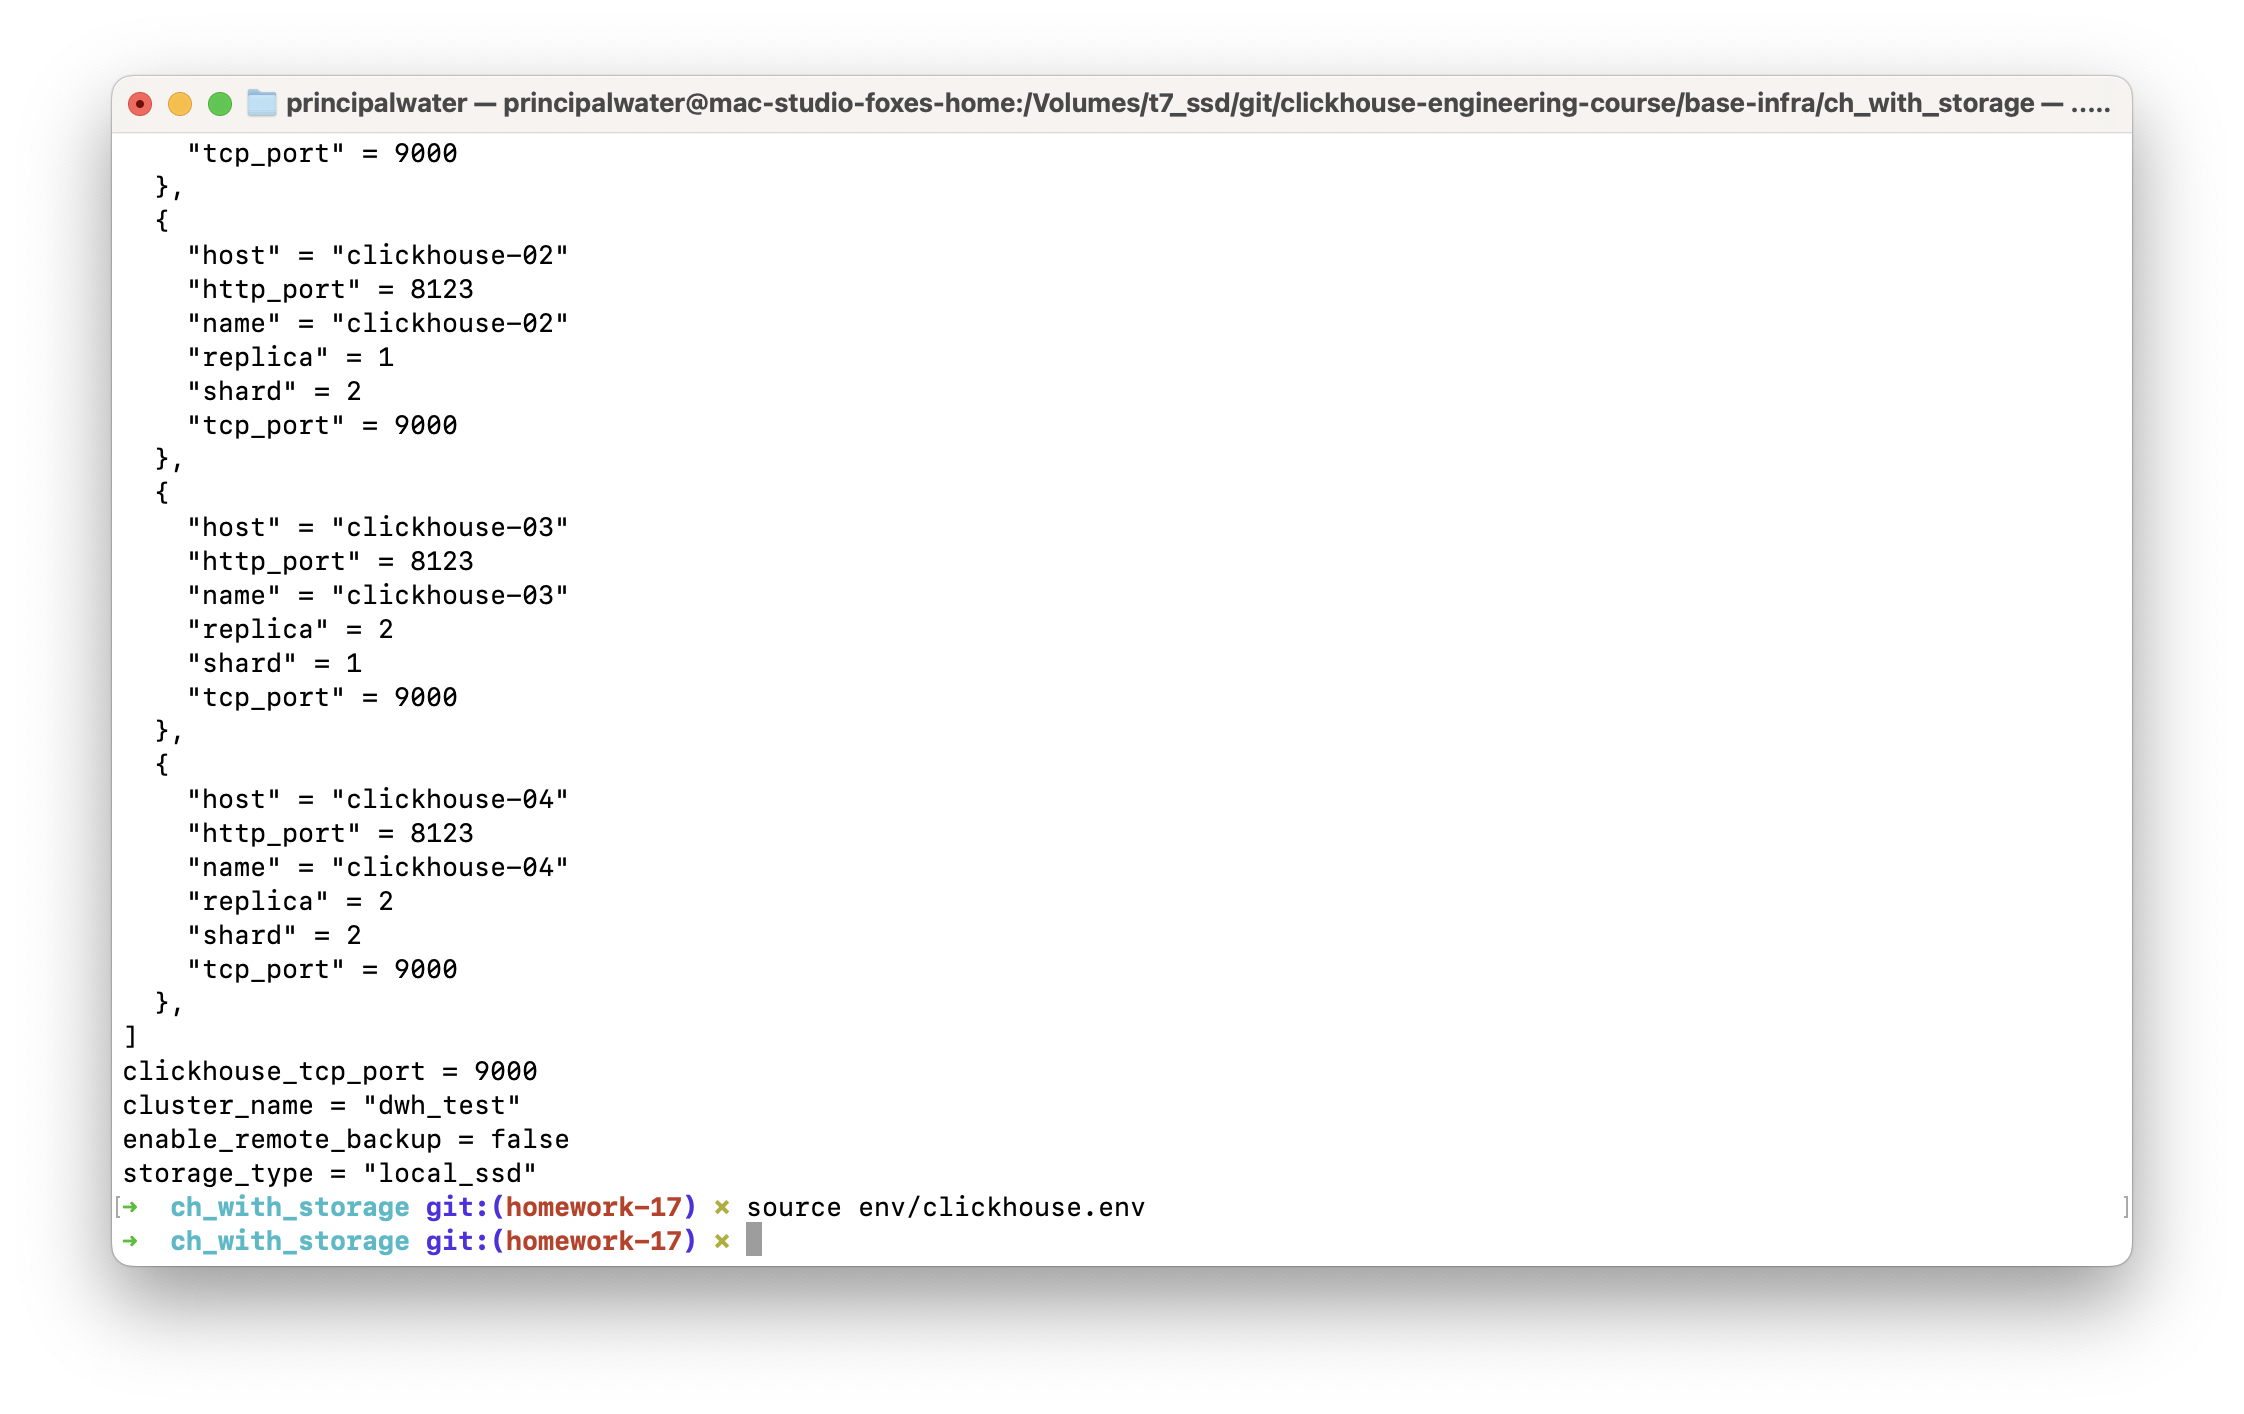 principalwater — principalwater@mac-studio-foxes-home:/Volumes/t7_ssd/git/clickhouse-engineering-course/base-infra/ch_with_storage — .....
    "tcp_port" = 9000
  },
  {
    "host" = "clickhouse-02"
    "http_port" = 8123
    "name" = "clickhouse-02"
    "replica" = 1
    "shard" = 2
    "tcp_port" = 9000
  },
  {
    "host" = "clickhouse-03"
    "http_port" = 8123
    "name" = "clickhouse-03"
    "replica" = 2
    "shard" = 1
    "tcp_port" = 9000
  },
  {
    "host" = "clickhouse-04"
    "http_port" = 8123
    "name" = "clickhouse-04"
    "replica" = 2
    "shard" = 2
    "tcp_port" = 9000
  },
]
clickhouse_tcp_port = 9000
cluster_name = "dwh_test"
enable_remote_backup = false
storage_type = "local_ssd"
[➜  ch_with_storage git:(homework-17) ✗ source env/clickhouse.env ]
➜  ch_with_storage git:(homework-17) ✗